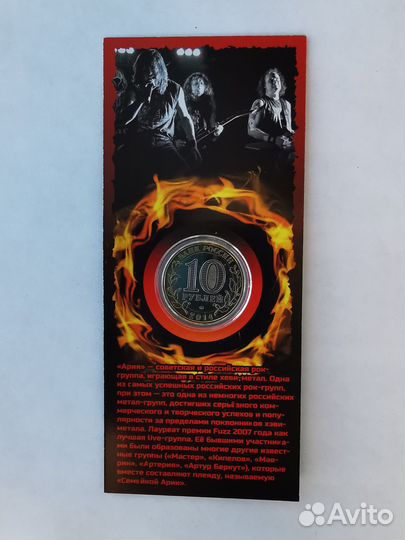 БАНК РОССИИ
10
РУБЛЕЙ
2014
«Ария» — советская и российская рок-
группа, играющая в стиле хеви-метал. Одна
из самых успешных российских рок-групп,
при этом — это одна из немногих российских
метал-групп, достигших серьёзного ком-
мерческого и творческого успехов и попу-
лярности за пределами поклонников хэви-
метала. Лауреат премии Fuzz 2007 года как
лучшая live-группа. Её бывшими участника-
ми были образованы многие другие извест-
ные группы («Мастер», «Кипелов», «Мав-
рин», «Артерия», «Артур Беркут»), которые
вместе составляют плеяду, называемую
«Семейкой Арии».
Avito